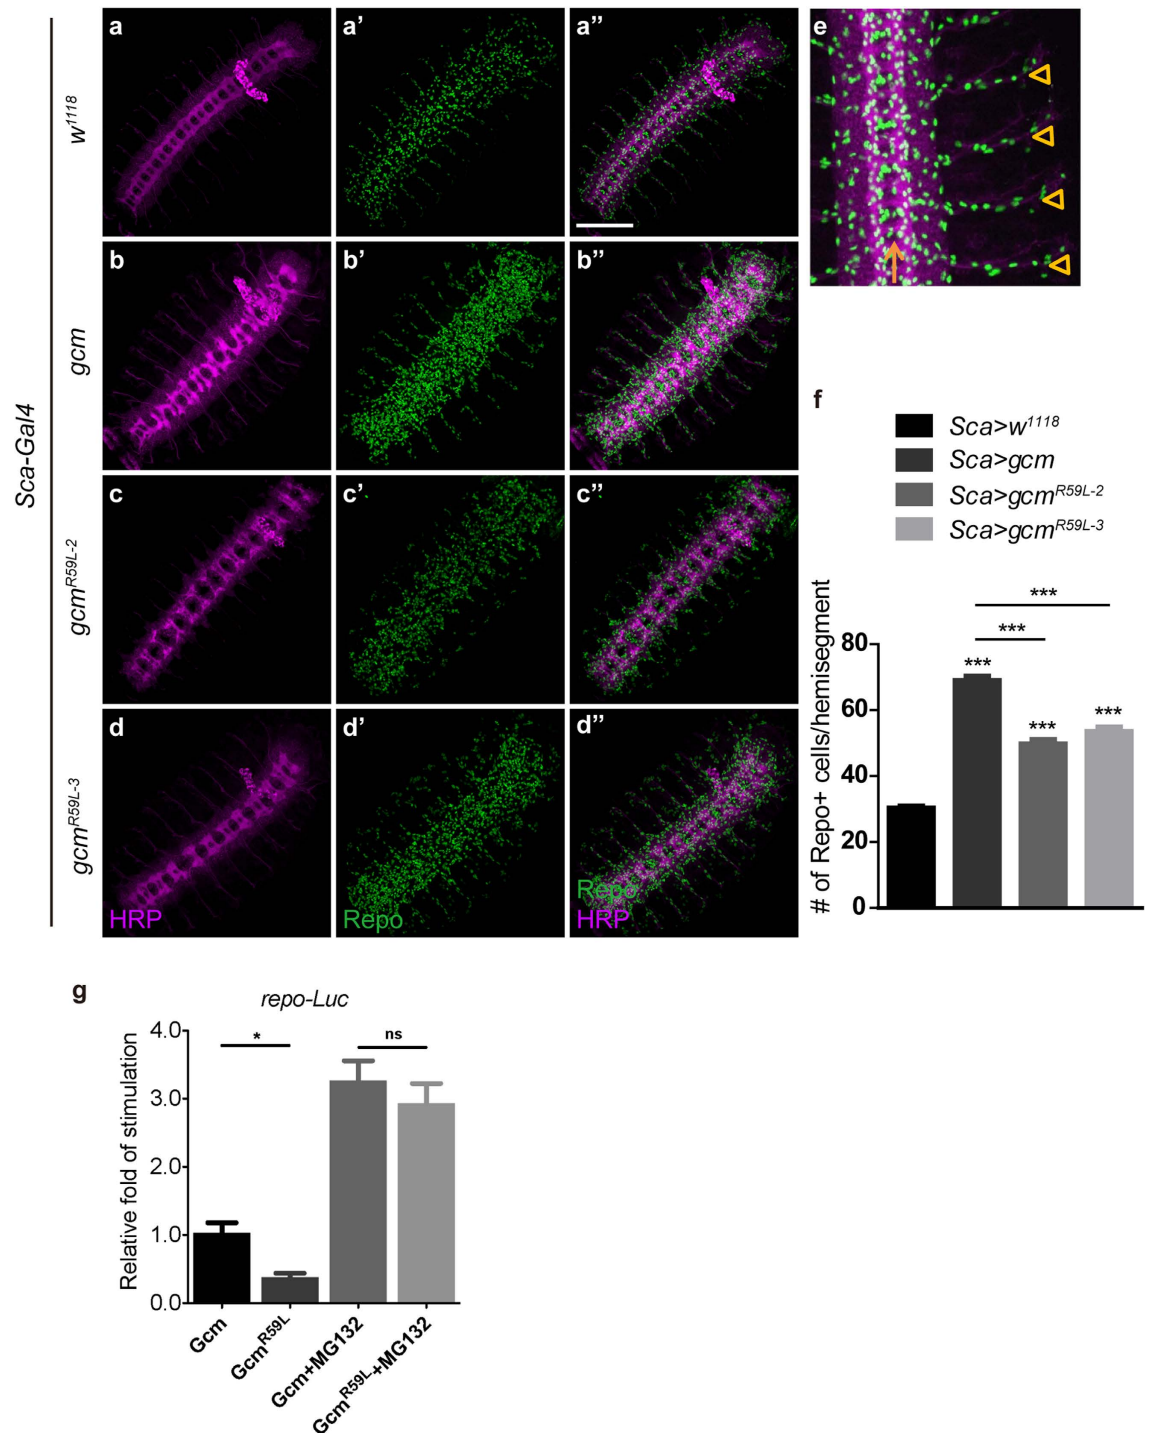 a
a’
a’’
w1118
b
b’
b’’
gcm
c
c’
c’’
gcmR59L-2
d
d’
d’’
gcmR59L-3
HRP
Repo
Repo
HRP
Sca-Gal4
e
f
Sca>w1118
Sca>gcm
Sca>gcmR59L-2
Sca>gcmR59L-3
# of Repo+ cells/hemisegment
***
***
80
***
60
***
***
40
20
0
g
repo-Luc
Relative fold of stimulation
4.0
*
ns
3.0
2.0
1.0
0.0
Gcm
GcmR59L
Gcm+MG132
GcmR59L+MG132